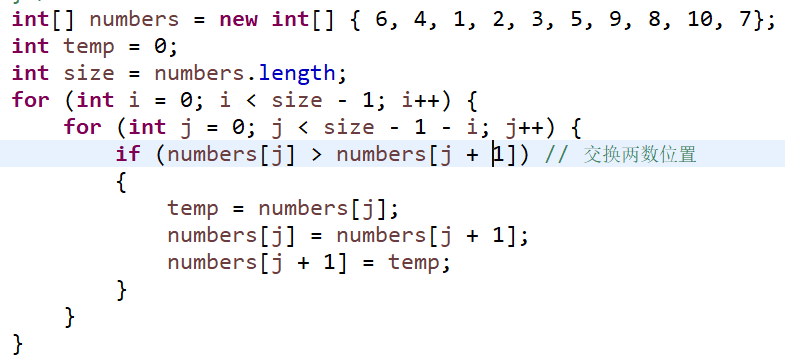 int[] numbers = new int[] { 6, 4, 1, 2, 3, 5, 9, 8, 10, 7};
int temp = 0;
int size = numbers.length;
for (int i = 0; i < size - 1; i++) {
    for (int j = 0; j < size - 1 - i; j++) {
        if (numbers[j] > numbers[j + 1]) // 交换两数位置
        {
            temp = numbers[j];
            numbers[j] = numbers[j + 1];
            numbers[j + 1] = temp;
        }
    }
}